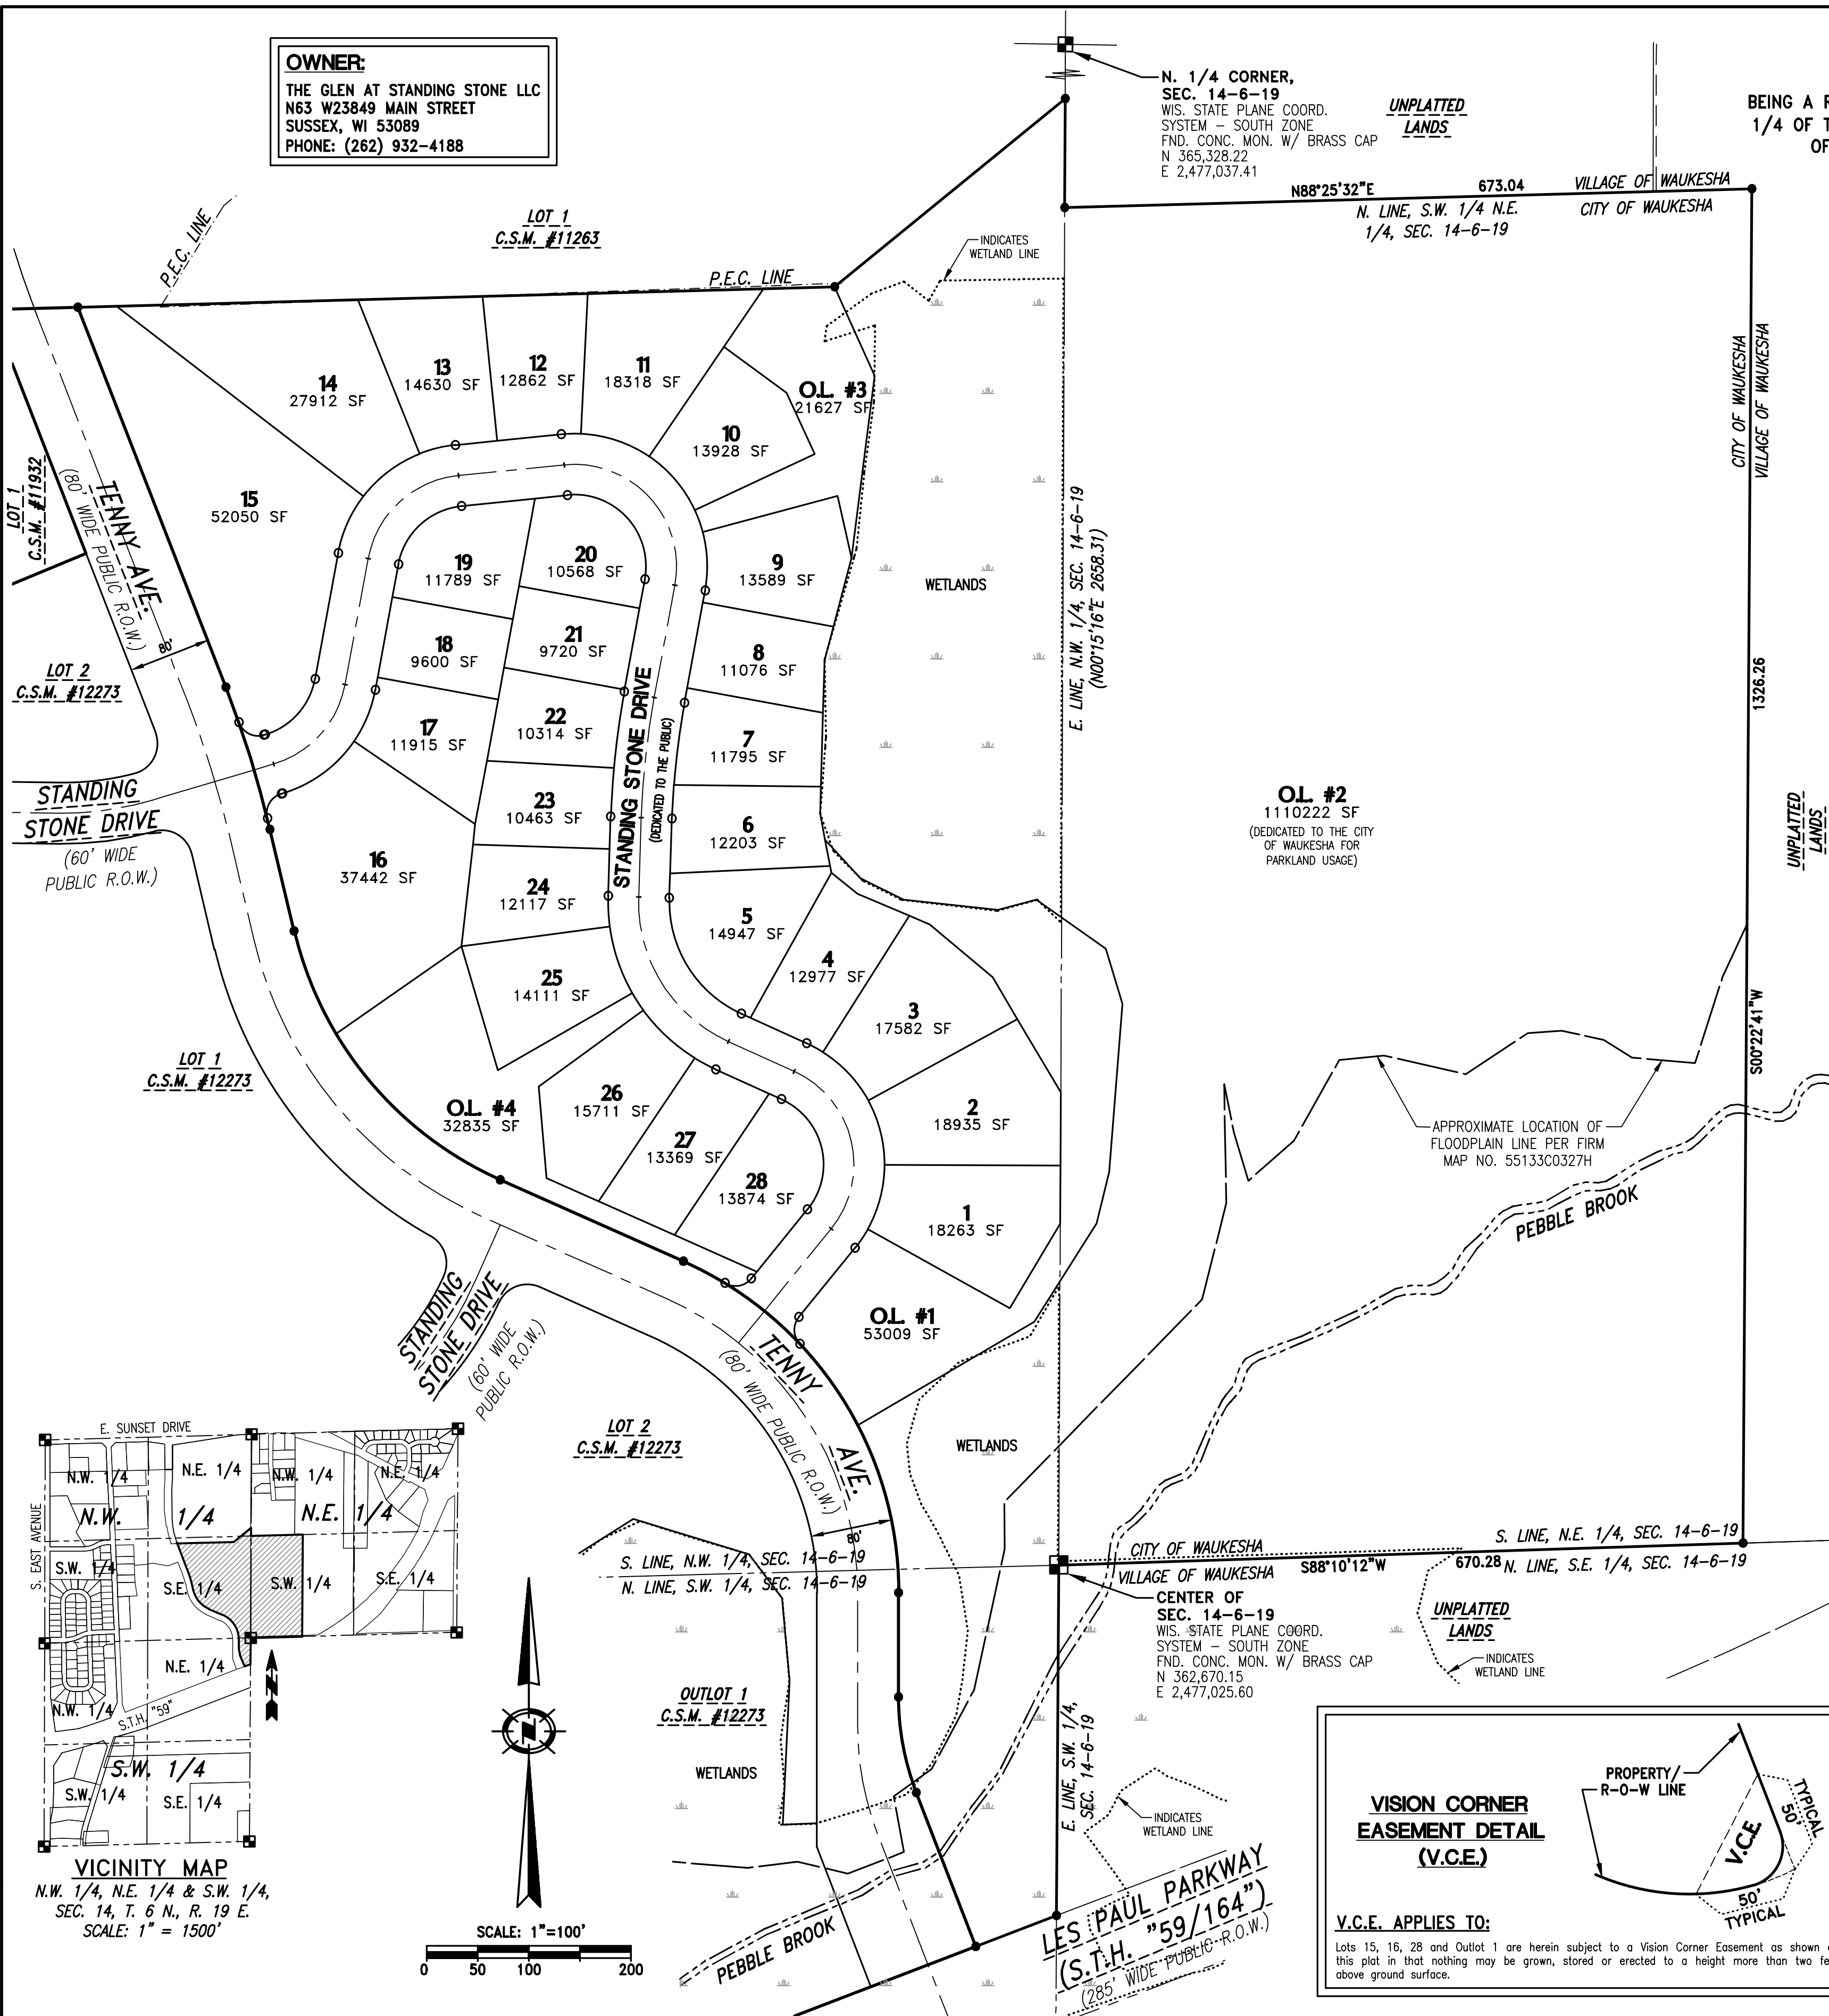 OWNER:
THE GLEN AT STANDING STONE LLC
N63 W23849 MAIN STREET
SUSSEX, WI 53089
PHONE: (262) 932-4188
N. 1/4 CORNER,
SEC. 14-6-19
WIS. STATE PLANE COORD.
SYSTEM – SOUTH ZONE
FND. CONC. MON. W/ BRASS CAP
N 365,328.22
E 2,477,037.41
UNPLATTED
LANDS
BEING A R
1/4 OF T
OF
N88°25'32"E 673.04
VILLAGE OF WAUKESHA
CITY OF WAUKESHA
N. LINE, S.W. 1/4 N.E.
1/4, SEC. 14-6-19
P.E.C. LINE
LOT 1
C.S.M. #11263
P.E.C. LINE
INDICATES
WETLAND LINE
14
27912 SF
13
14630 SF
12
12862 SF
11
18318 SF
O.L. #3
21627 SF
10
13928 SF
15
52050 SF
LOT 1
C.S.M. #11932
TENNY AVE.
(80' WIDE PUBLIC R.O.W.)
80'
19
11789 SF
20
10568 SF
9
13589 SF
18
9600 SF
21
9720 SF
8
11076 SF
17
11915 SF
22
10314 SF
7
11795 SF
23
10463 SF
6
12203 SF
16
37442 SF
24
12117 SF
5
14947 SF
4
12977 SF
25
14111 SF
3
17582 SF
26
15711 SF
2
18935 SF
27
13369 SF
28
13874 SF
1
18263 SF
O.L. #4
32835 SF
O.L. #1
53009 SF
STANDING STONE DRIVE
(DEDICATED TO THE PUBLIC)
WETLANDS
E. LINE, N.W. 1/4, SEC. 14-6-19
(N00°15'16"E 2658.31)
CITY OF WAUKESHA
VILLAGE OF WAUKESHA
1326.26
S00°22'41"W
O.L. #2
1110222 SF
(DEDICATED TO THE CITY
OF WAUKESHA FOR
PARKLAND USAGE)
UNPLATTED
LANDS
LOT 2
C.S.M. #12273
STANDING
STONE DRIVE
(60' WIDE
PUBLIC R.O.W.)
LOT 1
C.S.M. #12273
APPROXIMATE LOCATION OF
FLOODPLAIN LINE PER FIRM
MAP NO. 55133C0327H
PEBBLE BROOK
STANDING
STONE DRIVE
(60' WIDE
PUBLIC R.O.W.)
TENNY
AVE.
(80' WIDE PUBLIC R.O.W.)
80'
LOT 2
C.S.M. #12273
WETLANDS
S. LINE, N.W. 1/4, SEC. 14-6-19
N. LINE, S.W. 1/4, SEC. 14-6-19
CITY OF WAUKESHA
VILLAGE OF WAUKESHA
S88°10'12"W 670.28
S. LINE, N.E. 1/4, SEC. 14-6-19
N. LINE, S.E. 1/4, SEC. 14-6-19
CENTER OF
SEC. 14-6-19
WIS. STATE PLANE COORD.
SYSTEM – SOUTH ZONE
FND. CONC. MON. W/ BRASS CAP
N 362,670.15
E 2,477,025.60
UNPLATTED
LANDS
INDICATES
WETLAND LINE
OUTLOT 1
C.S.M. #12273
WETLANDS
E. LINE, S.W. 1/4,
SEC. 14-6-19
INDICATES
WETLAND LINE
PEBBLE BROOK
LES PAUL PARKWAY
(S.T.H. "59/164")
(285' WIDE PUBLIC R.O.W.)
E. SUNSET DRIVE
S. EAST AVENUE
N.W. 1/4
N.E. 1/4
N.W. 1/4
N.E. 1/4
N.W. 1/4
N.E. 1/4
S.W. 1/4
S.E. 1/4
S.W. 1/4
S.E. 1/4
N.E. 1/4
N.W. 1/4
S.T.H. "59"
S.W. 1/4
S.W. 1/4
S.E. 1/4
N
VICINITY MAP
N.W. 1/4, N.E. 1/4 & S.W. 1/4,
SEC. 14, T. 6 N., R. 19 E.
SCALE: 1" = 1500'
N
SCALE: 1"=100'
0 50 100 200
VISION CORNER
EASEMENT DETAIL
(V.C.E.)
PROPERTY/
R-O-W LINE
V.C.E.
TYPICAL
50'
50'
TYPICAL
V.C.E. APPLIES TO:
Lots 15, 16, 28 and Outlot 1 are herein subject to a Vision Corner Easement as shown
this plat in that nothing may be grown, stored or erected to a height more than two fe
above ground surface.